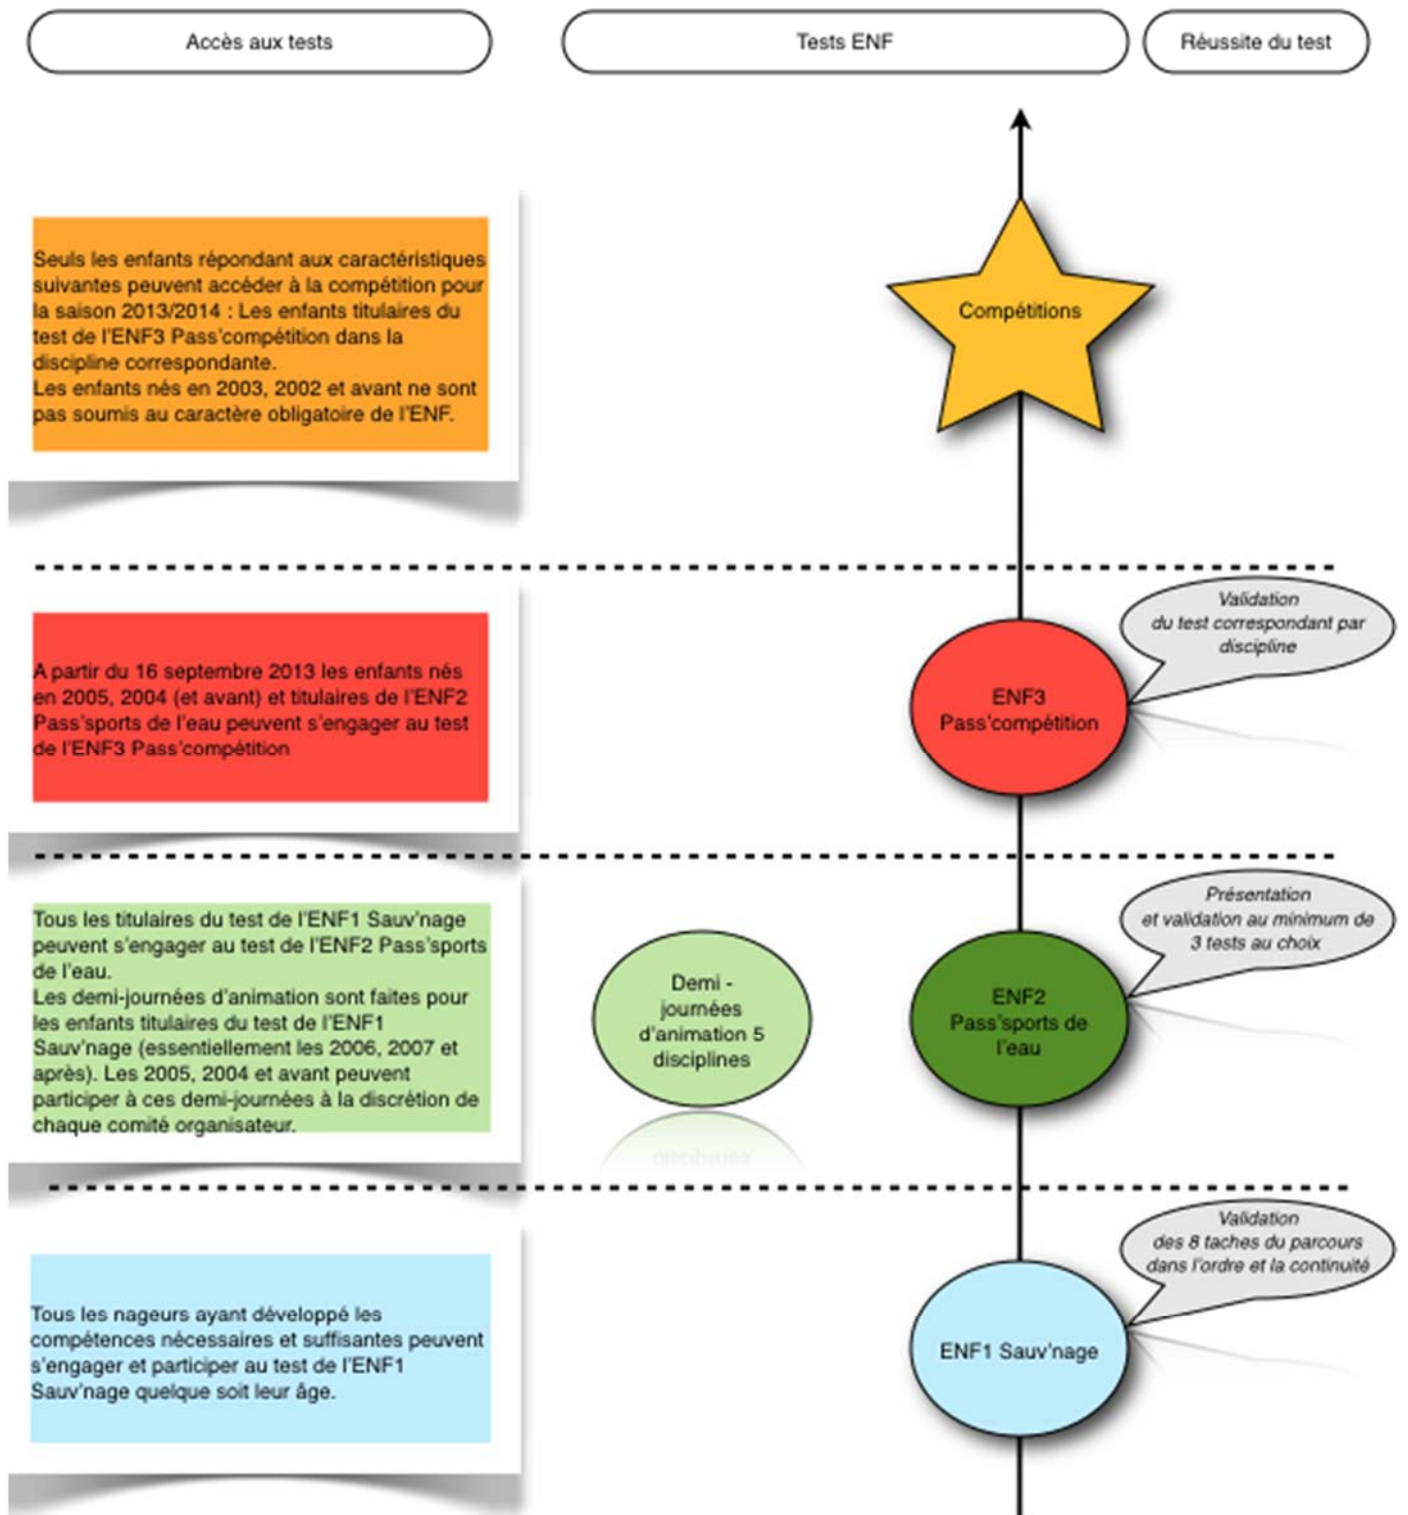 Accès aux tests
Tests ENF
Réussite du test
Seuls les enfants répondant aux caractéristiques
suivantes peuvent accéder à la compétition pour
la saison 2013/2014 : Les enfants titulaires du
test de l'ENF3 Pass'compétition dans la
discipline correspondante.
Les enfants nés en 2003, 2002 et avant ne sont
pas soumis au caractère obligatoire de l'ENF.
Compétitions
A partir du 16 septembre 2013 les enfants nés
en 2005, 2004 (et avant) et titulaires de l'ENF2
Pass'sports de l'eau peuvent s'engager au test
de l'ENF3 Pass'compétition
ENF3
Pass'compétition
Validation
du test correspondant par
discipline
Tous les titulaires du test de l'ENF1 Sauv'nage
peuvent s'engager au test de l'ENF2 Pass'sports
de l'eau.
Les demi-journées d'animation sont faites pour
les enfants titulaires du test de l'ENF1
Sauv'nage (essentiellement les 2006, 2007 et
après). Les 2005, 2004 et avant peuvent
participer à ces demi-journées à la discrétion de
chaque comité organisateur.
Demi -
journées
d'animation 5
disciplines
ENF2
Pass'sports de
l'eau
Présentation
et validation au minimum de
3 tests au choix
Tous les nageurs ayant développé les
compétences nécessaires et suffisantes peuvent
s'engager et participer au test de l'ENF1
Sauv'nage quelque soit leur âge.
ENF1 Sauv'nage
Validation
des 8 taches du parcours
dans l'ordre et la continuité